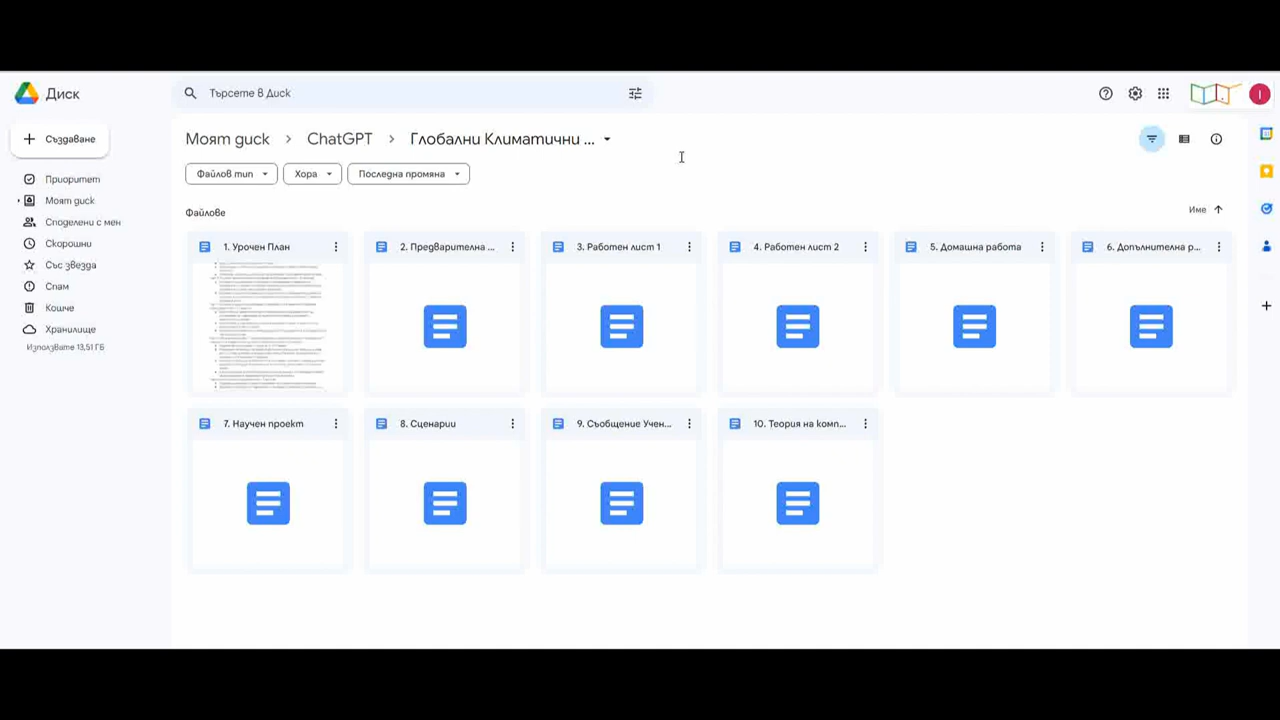 Диск
Търсете в Диск
Създаване
Моят диск
ChatGPT
Глобални Климатични ...
Файлов тип
Хора
Последна промяна
Приоритет
Моят диск
Споделени с мен
Скорошни
Със звезда
Спам
Кошче
Хранилище
Използвате 13,51 ГБ
Файлове
Име
1. Урочен План
2. Предварителна ...
3. Работен лист 1
4. Работен лист 2
5. Домашна работа
6. Допълнителна р...
7. Научен проект
8. Сценарии
9. Съобщение Учен...
10. Теория на комп...
I